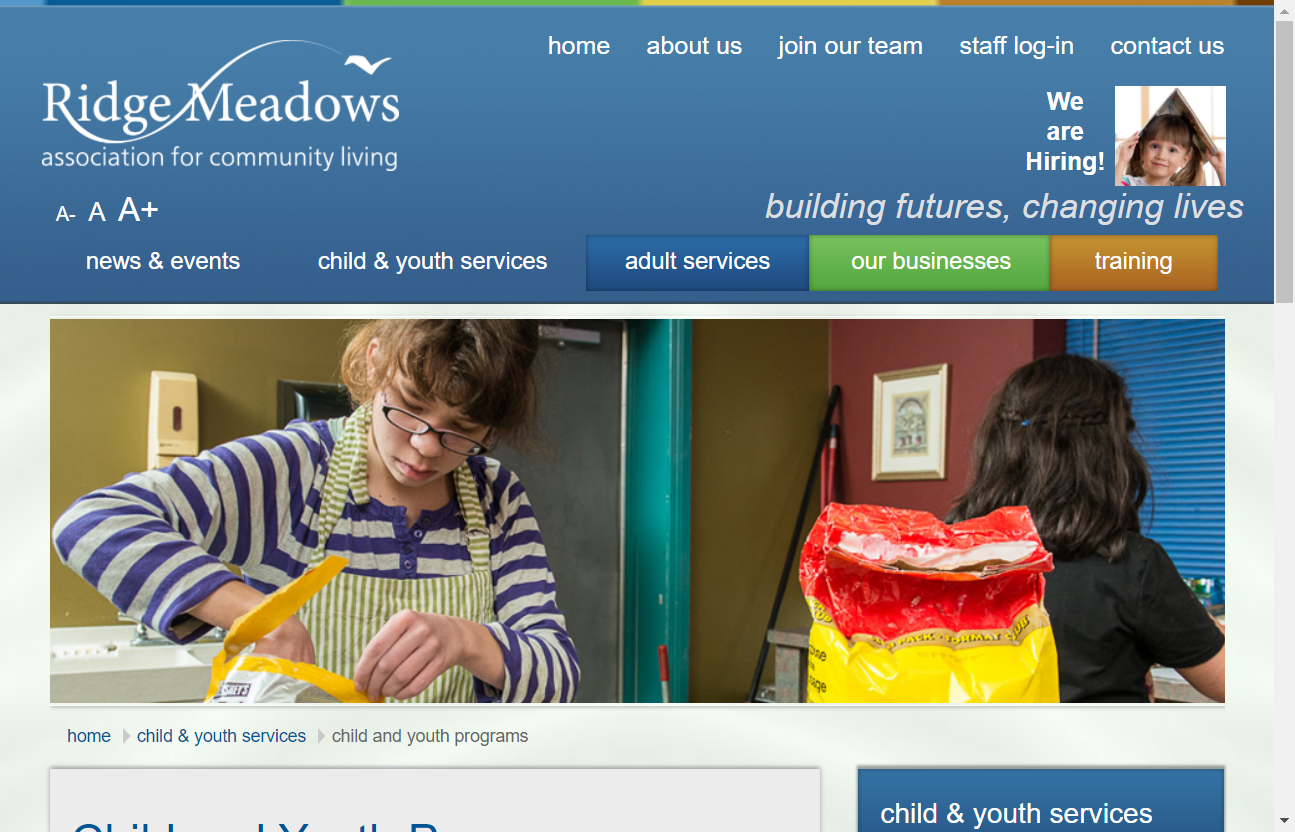 home about us join our team staff log-in contact us
Ridge Meadows
association for community living
We
are
Hiring!
A- A A+
building futures, changing lives
news & events child & youth services adult services our businesses training
HERSHEY'S
home child & youth services child and youth programs
child & youth services